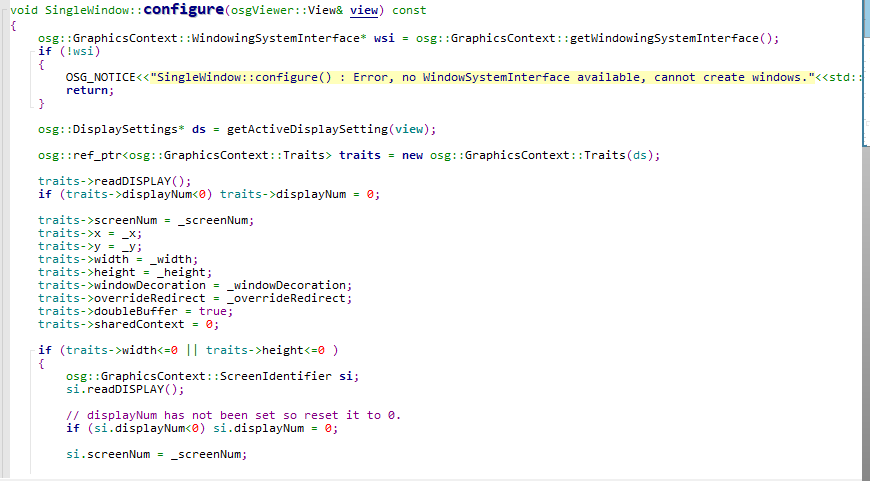 void SingleWindow::configure(osgViewer::View& view) const
{
osg::GraphicsContext::WindowingSystemInterface* wsi = osg::GraphicsContext::getWindowingSystemInterface();
if (!wsi)
{
OSG_NOTICE<<"SingleWindow::configure() : Error, no WindowSystemInterface available, cannot create windows."<<std::
return;
}
osg::DisplaySettings* ds = getActiveDisplaySetting(view);
osg::ref_ptr<osg::GraphicsContext::Traits> traits = new osg::GraphicsContext::Traits(ds);
traits->readDISPLAY();
if (traits->displayNum<0) traits->displayNum = 0;
traits->screenNum = _screenNum;
traits->x = _x;
traits->y = _y;
traits->width = _width;
traits->height = _height;
traits->windowDecoration = _windowDecoration;
traits->overrideRedirect = _overrideRedirect;
traits->doubleBuffer = true;
traits->sharedContext = 0;
if (traits->width<=0 || traits->height<=0 )
{
osg::GraphicsContext::ScreenIdentifier si;
si.readDISPLAY();
// displayNum has not been set so reset it to 0.
if (si.displayNum<0) si.displayNum = 0;
si.screenNum = _screenNum;